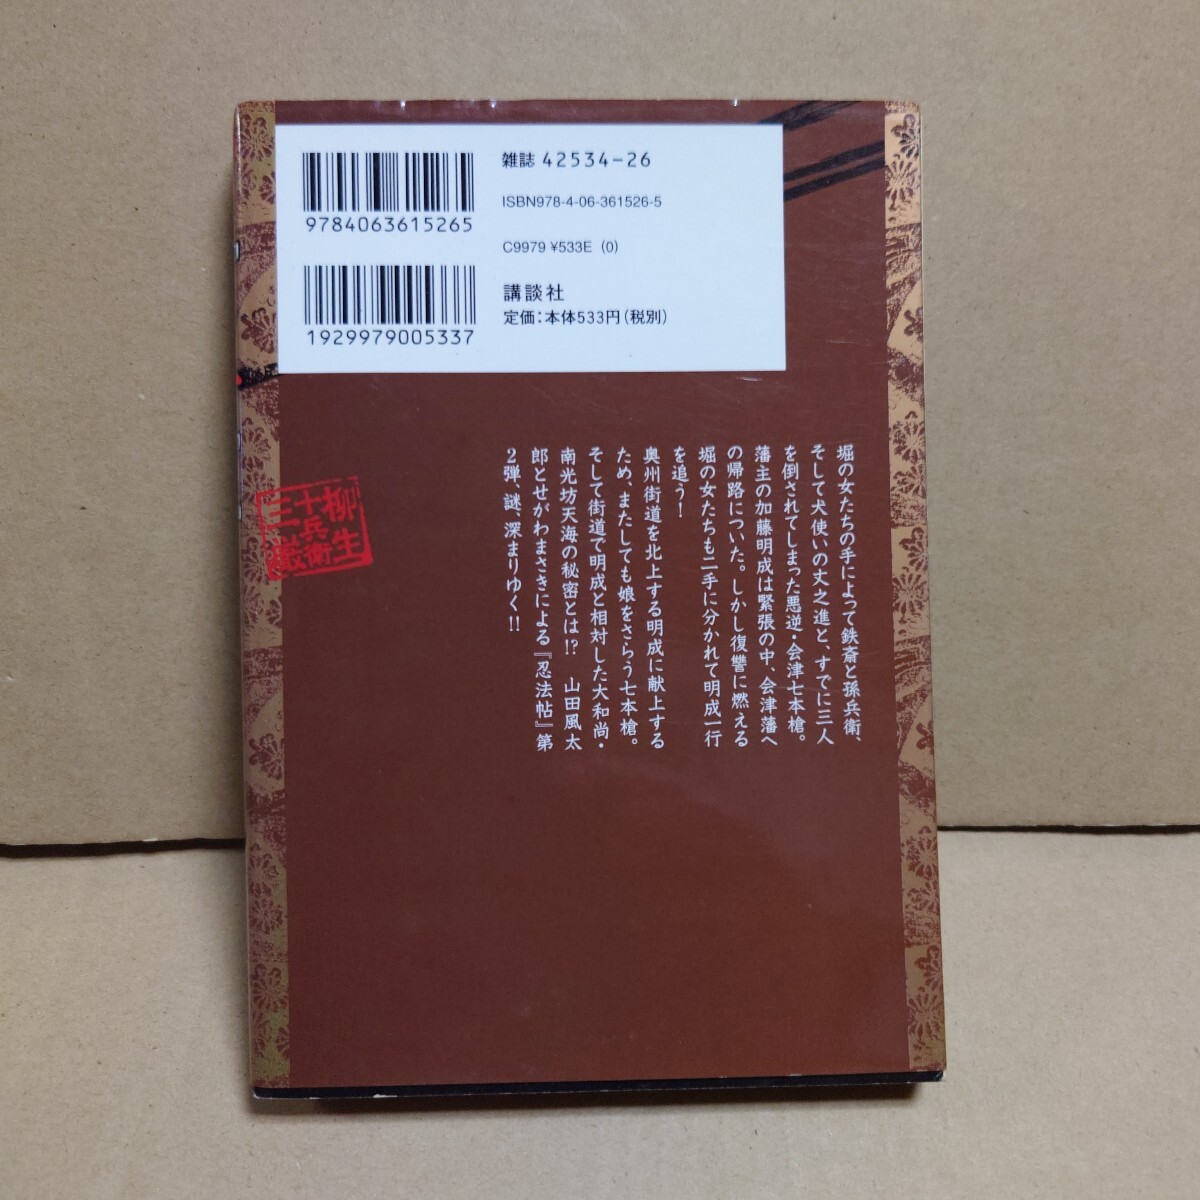 雑誌 42534-26
ISBN978-4-06-361526-5
9784063615265
C9979 ¥533E (0)
講談社
定価：本体533円(税別)
1929979005337
堀の女たちの手によって鉄斎と孫兵衛、
そして犬使いの丈之進と、すでに三人
を倒されてしまった悪逆・会津七本槍。
藩主の加藤明成は緊張の中、会津藩へ
の帰路についた。しかし復讐に燃える
堀の女たちも二手に分かれて明成一行
を追う！
奥州街道を北上する明成に献上する
ため、またしても娘をさらう七本槍。
そして街道で明成と相対した大和尚・
南光坊天海の秘密とは!?　山田風太
郎とせがわまさきによる『忍法帖』第
2弾、謎、深まりゆく!!
柳生
十兵衛
三厳